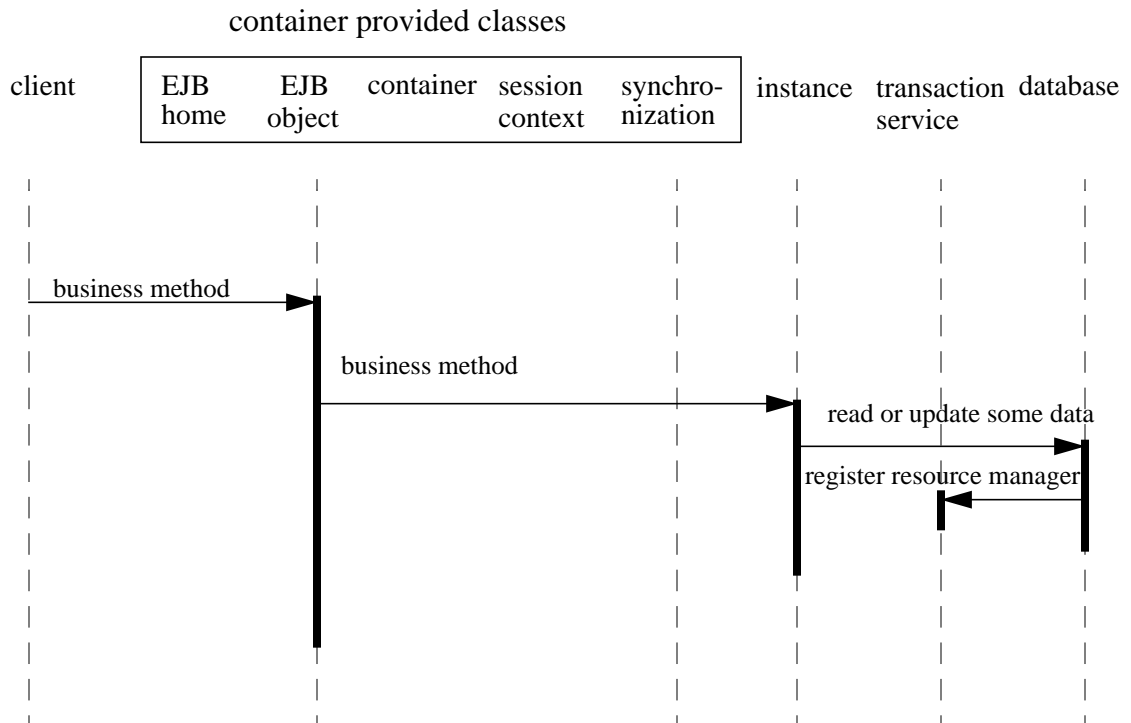 container provided classes
client
EJB
home
EJB
object
container
session
context
synchro-
nization
instance
transaction
service
database
business method
business method
read or update some data
register resource manager